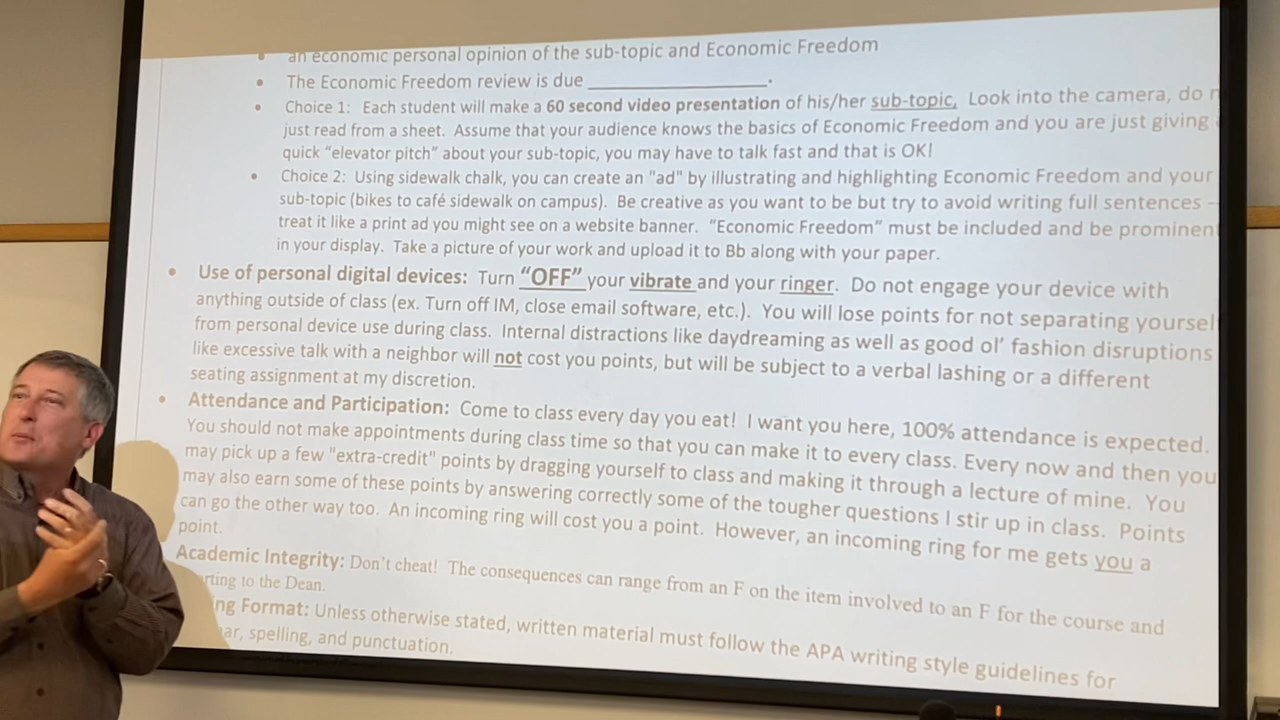 an economic personal opinion of the sub-topic and Economic Freedom
The Economic Freedom review is due ____________________.
Choice 1: Each student will make a 60 second video presentation of his/her sub-topic. Look into the camera, do
just read from a sheet. Assume that your audience knows the basics of Economic Freedom and you are just giving
quick “elevator pitch” about your sub-topic, you may have to talk fast and that is OK!
Choice 2: Using sidewalk chalk, you can create an "ad" by illustrating and highlighting Economic Freedom and your
sub-topic (bikes to café sidewalk on campus). Be creative as you want to be but try to avoid writing full sentences -
treat it like a print ad you might see on a website banner. “Economic Freedom” must be included and be prominen
in your display. Take a picture of your work and upload it to Bb along with your paper.
Use of personal digital devices: Turn “OFF” your vibrate and your ringer. Do not engage your device with
anything outside of class (ex. Turn off IM, close email software, etc.). You will lose points for not separating yoursel
from personal device use during class. Internal distractions like daydreaming as well as good ol’ fashion disruptions
like excessive talk with a neighbor will not cost you points, but will be subject to a verbal lashing or a different
seating assignment at my discretion.
Attendance and Participation: Come to class every day you eat! I want you here, 100% attendance is expected.
You should not make appointments during class time so that you can make it to every class. Every now and then you
may pick up a few "extra-credit" points by dragging yourself to class and making it through a lecture of mine. You
may also earn some of these points by answering correctly some of the tougher questions I stir up in class. Points
can go the other way too. An incoming ring will cost you a point. However, an incoming ring for me gets you a
point.
Academic Integrity: Don’t cheat! The consequences can range from an F on the item involved to an F for the course and
rting to the Dean.
ng Format: Unless otherwise stated, written material must follow the APA writing style guidelines for
ar, spelling, and punctuation.